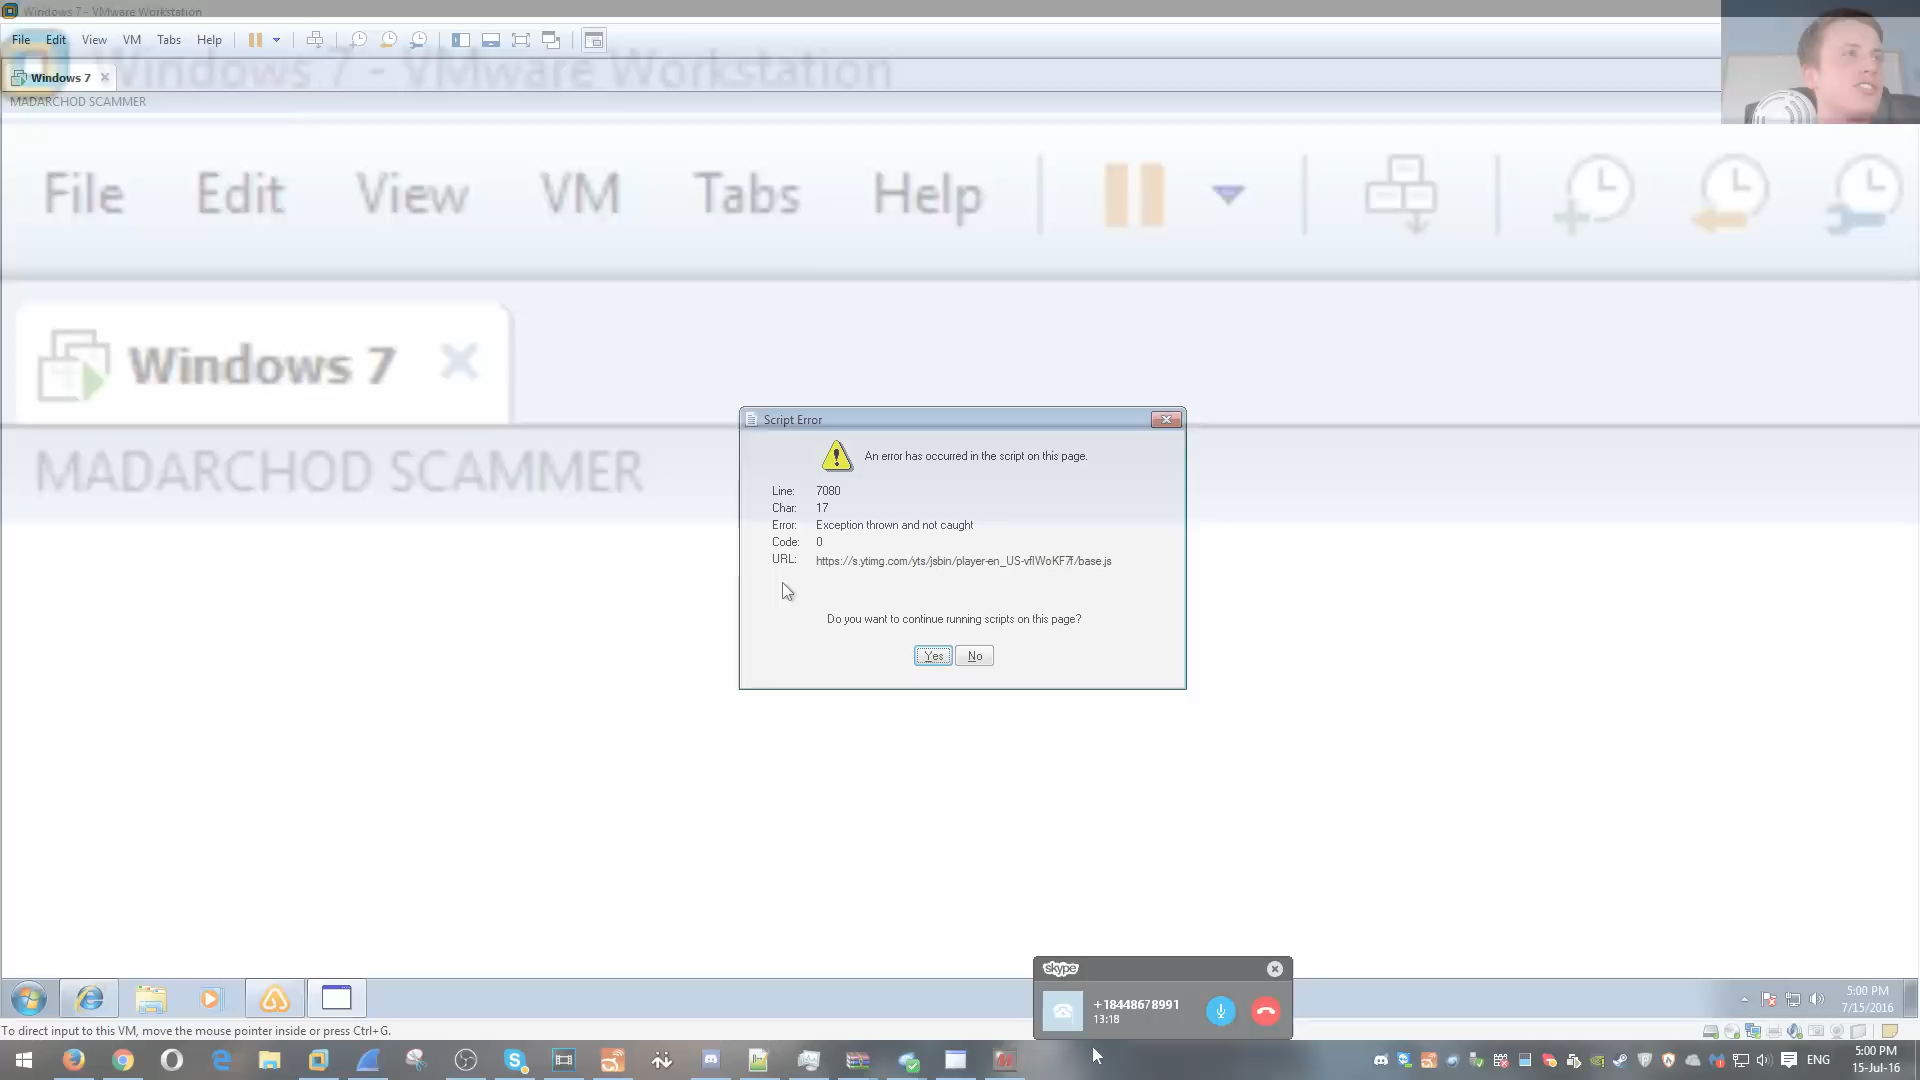 Windows 7 - VMware Workstation
File Edit View VM Tabs Help
Windows 7
Windows 7 - VMware Workstation
MADARCHOD SCAMMER
File Edit View VM Tabs Help
Windows 7
MADARCHOD SCAMMER
Script Error
An error has occurred in the script on this page.
Line: 7080
Char: 17
Error: Exception thrown and not caught
Code: 0
URL: https://s.ytimg.com/yts/jsbin/player-en_US-vflWoKF7f/base.js
Do you want to continue running scripts on this page?
Yes No
skype
+18448678991
13:18
5:00 PM
7/15/2016
To direct input to this VM, move the mouse pointer inside or press Ctrl+G.
ENG
5:00 PM
15-Jul-16